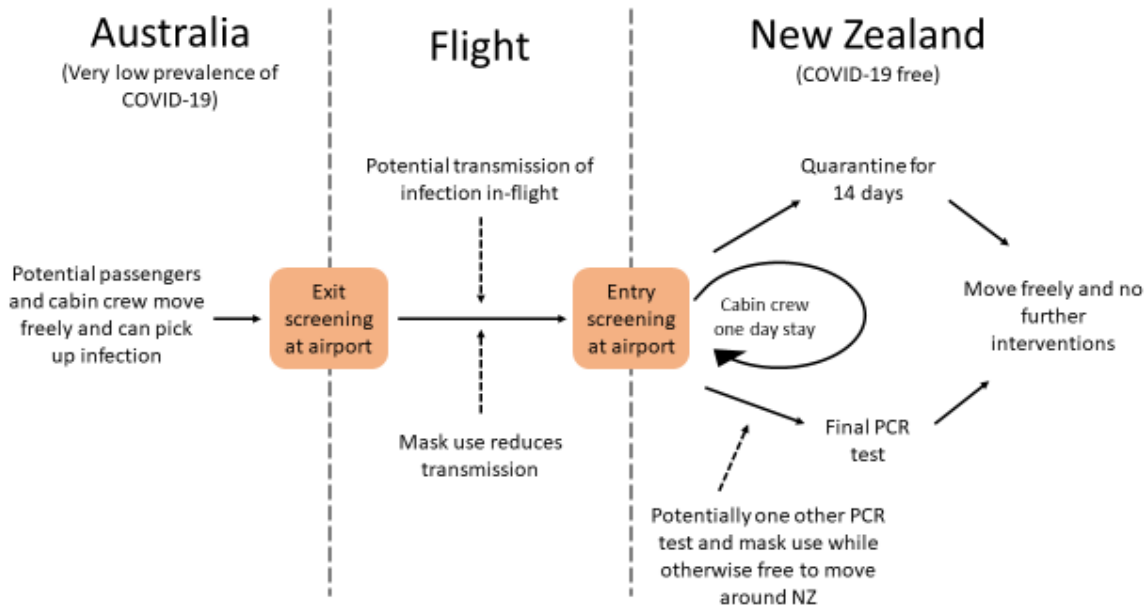 Australia
(Very low prevalence of
COVID-19)
Flight
New Zealand
(COVID-19 free)
Potential passengers
and cabin crew move
freely and can pick
up infection
Exit
screening
at airport
Potential transmission of
infection in-flight
Mask use reduces
transmission
Entry
screening
at airport
Quarantine for
14 days
Cabin crew
one day stay
Final PCR
test
Potentially one other PCR
test and mask use while
otherwise free to move
around NZ
Move freely and no
further
interventions